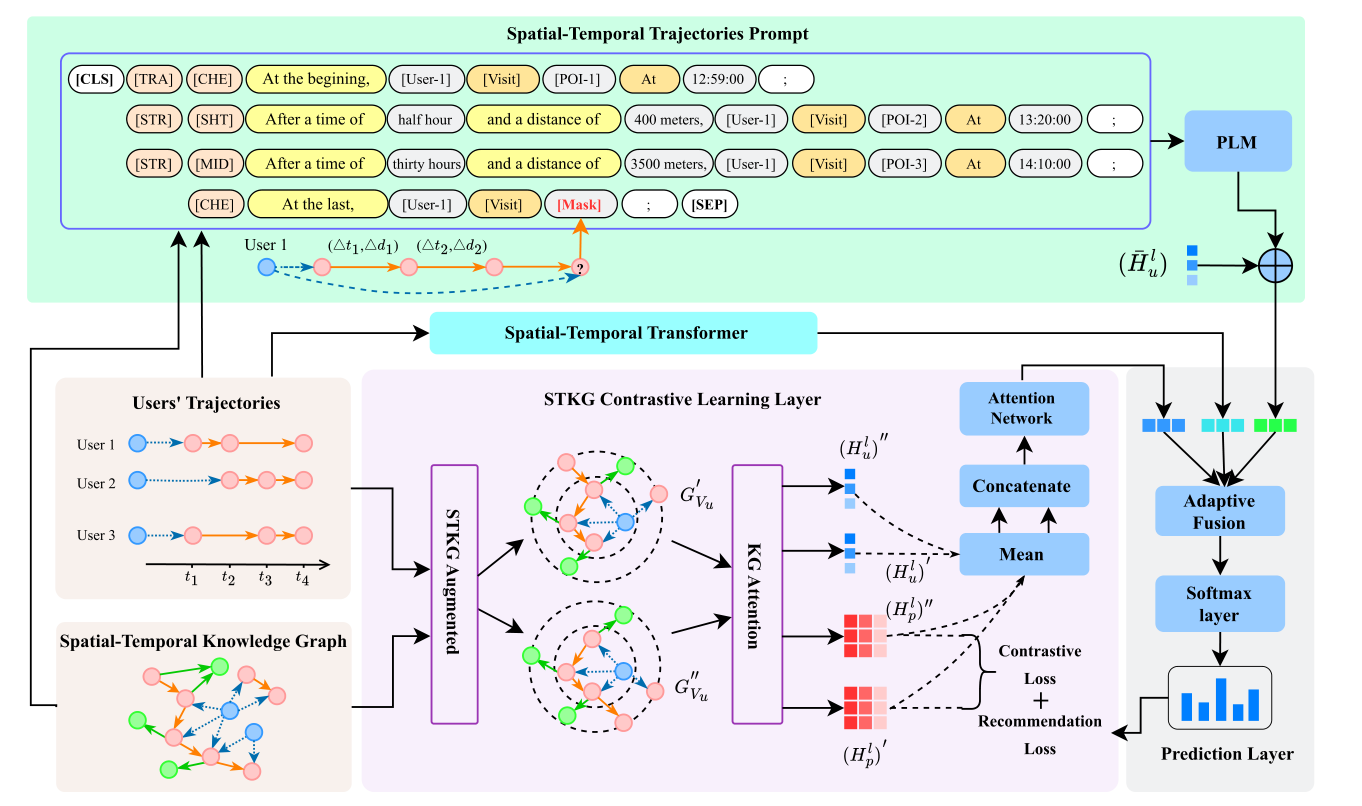 Spatial-Temporal Trajectories Prompt
[CLS] [TRA] [CHE] At the begining, [User-1] [Visit] [POI-1] At 12:59:00 ;
[STR] [SHT] After a time of half hour and a distance of 400 meters, [User-1] [Visit] [POI-2] At 13:20:00 ;
[STR] [MID] After a time of thirty hours and a distance of 3500 meters, [User-1] [Visit] [POI-3] At 14:10:00 ;
[CHE] At the last, [User-1] [Visit] [Mask] ; [SEP]
PLM
User 1 (△t₁,△d₁) (△t₂,△d₂)
?
(H̄ᵤˡ)
Spatial-Temporal Transformer
Users' Trajectories
User 1
User 2
User 3
t₁ t₂ t₃ t₄
Spatial-Temporal Knowledge Graph
STKG Contrastive Learning Layer
STKG Augmented
G′_{Vu}
G″_{Vu}
KG Attention
(Hᵤˡ)″
(Hᵤˡ)′
(Hₚˡ)″
(Hₚˡ)′
Attention
Network
Concatenate
Mean
Contrastive
Loss
+
Recommendation
Loss
Adaptive
Fusion
Softmax
layer
Prediction Layer